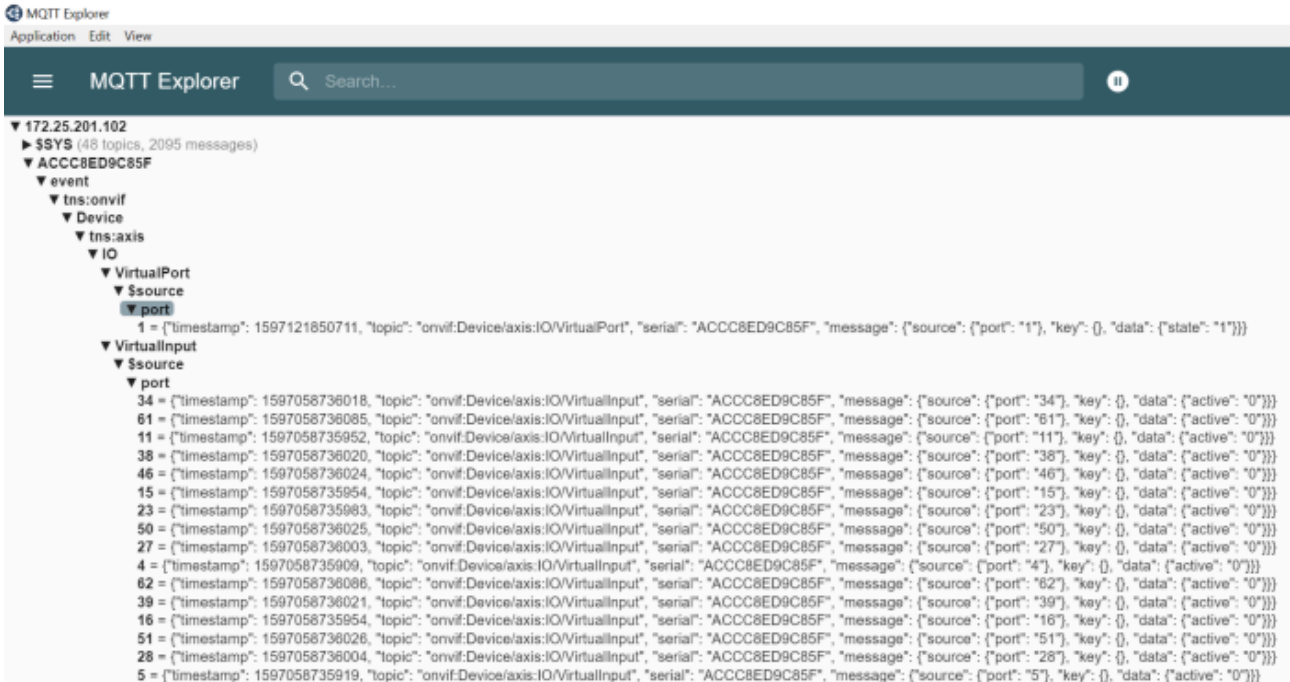 MQTT Explorer
Application Edit View
MQTT Explorer Search...
▼ 172.25.201.102
▶ $SYS (48 topics, 2095 messages)
▼ ACCC8ED9C85F
▼ event
▼ tns:onvif
▼ Device
▼ tns:axis
▼ IO
▼ VirtualPort
▼ $source
▼ port
1 = {"timestamp": 1597121850711, "topic": "onvif:Device/axis:IO/VirtualPort", "serial": "ACCC8ED9C85F", "message": {"source": {"port": "1"}, "key": {}, "data": {"state": "1"}}}
▼ VirtualInput
▼ $source
▼ port
34 = {"timestamp": 1597058736018, "topic": "onvif:Device/axis:IO/VirtualInput", "serial": "ACCC8ED9C85F", "message": {"source": {"port": "34"}, "key": {}, "data": {"active": "0"}}}
61 = {"timestamp": 1597058736085, "topic": "onvif:Device/axis:IO/VirtualInput", "serial": "ACCC8ED9C85F", "message": {"source": {"port": "61"}, "key": {}, "data": {"active": "0"}}}
11 = {"timestamp": 1597058735952, "topic": "onvif:Device/axis:IO/VirtualInput", "serial": "ACCC8ED9C85F", "message": {"source": {"port": "11"}, "key": {}, "data": {"active": "0"}}}
38 = {"timestamp": 1597058736020, "topic": "onvif:Device/axis:IO/VirtualInput", "serial": "ACCC8ED9C85F", "message": {"source": {"port": "38"}, "key": {}, "data": {"active": "0"}}}
46 = {"timestamp": 1597058736024, "topic": "onvif:Device/axis:IO/VirtualInput", "serial": "ACCC8ED9C85F", "message": {"source": {"port": "46"}, "key": {}, "data": {"active": "0"}}}
15 = {"timestamp": 1597058735954, "topic": "onvif:Device/axis:IO/VirtualInput", "serial": "ACCC8ED9C85F", "message": {"source": {"port": "15"}, "key": {}, "data": {"active": "0"}}}
23 = {"timestamp": 1597058735983, "topic": "onvif:Device/axis:IO/VirtualInput", "serial": "ACCC8ED9C85F", "message": {"source": {"port": "23"}, "key": {}, "data": {"active": "0"}}}
50 = {"timestamp": 1597058736025, "topic": "onvif:Device/axis:IO/VirtualInput", "serial": "ACCC8ED9C85F", "message": {"source": {"port": "50"}, "key": {}, "data": {"active": "0"}}}
27 = {"timestamp": 1597058736003, "topic": "onvif:Device/axis:IO/VirtualInput", "serial": "ACCC8ED9C85F", "message": {"source": {"port": "27"}, "key": {}, "data": {"active": "0"}}}
4 = {"timestamp": 1597058735909, "topic": "onvif:Device/axis:IO/VirtualInput", "serial": "ACCC8ED9C85F", "message": {"source": {"port": "4"}, "key": {}, "data": {"active": "0"}}}
62 = {"timestamp": 1597058736086, "topic": "onvif:Device/axis:IO/VirtualInput", "serial": "ACCC8ED9C85F", "message": {"source": {"port": "62"}, "key": {}, "data": {"active": "0"}}}
39 = {"timestamp": 1597058736021, "topic": "onvif:Device/axis:IO/VirtualInput", "serial": "ACCC8ED9C85F", "message": {"source": {"port": "39"}, "key": {}, "data": {"active": "0"}}}
16 = {"timestamp": 1597058735954, "topic": "onvif:Device/axis:IO/VirtualInput", "serial": "ACCC8ED9C85F", "message": {"source": {"port": "16"}, "key": {}, "data": {"active": "0"}}}
51 = {"timestamp": 1597058736026, "topic": "onvif:Device/axis:IO/VirtualInput", "serial": "ACCC8ED9C85F", "message": {"source": {"port": "51"}, "key": {}, "data": {"active": "0"}}}
28 = {"timestamp": 1597058736004, "topic": "onvif:Device/axis:IO/VirtualInput", "serial": "ACCC8ED9C85F", "message": {"source": {"port": "28"}, "key": {}, "data": {"active": "0"}}}
5 = {"timestamp": 1597058735919, "topic": "onvif:Device/axis:IO/VirtualInput", "serial": "ACCC8ED9C85F", "message": {"source": {"port": "5"}, "key": {}, "data": {"active": "0"}}}